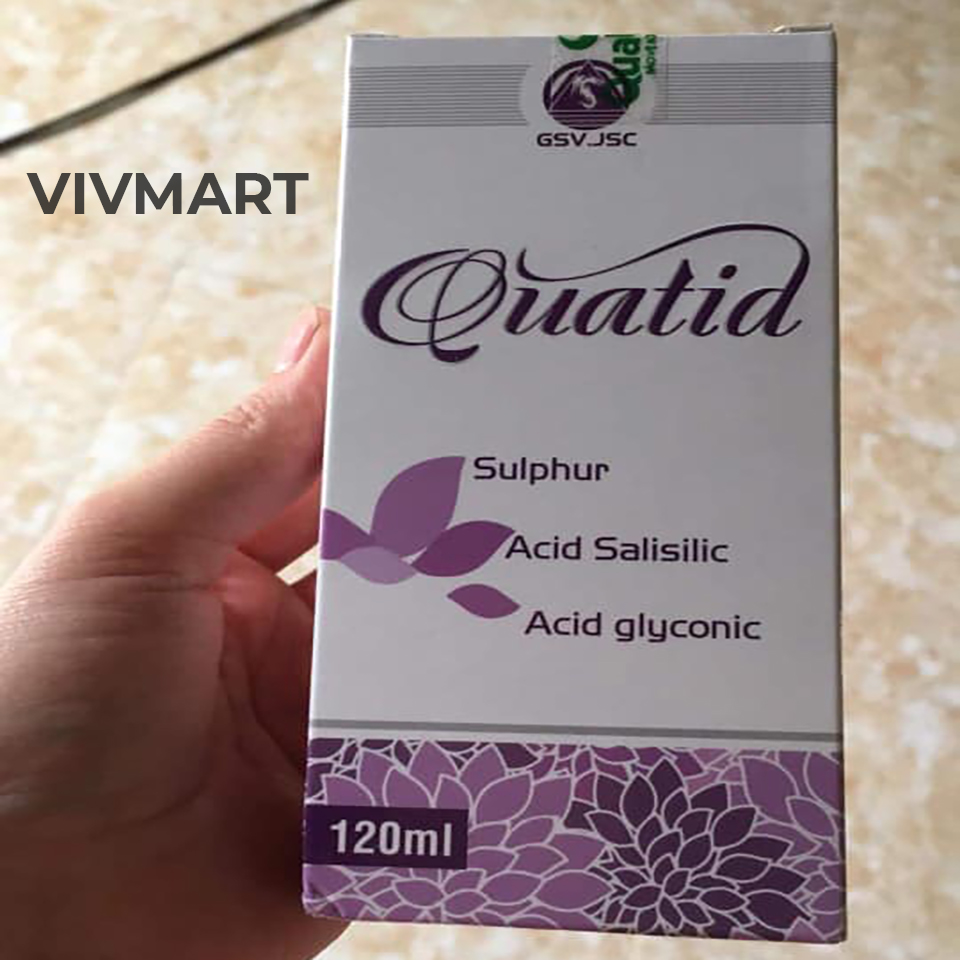 VIVMART
GSV.JSC
Quatid
Sulphur
Acid Salisilic
Acid glyconic
120ml